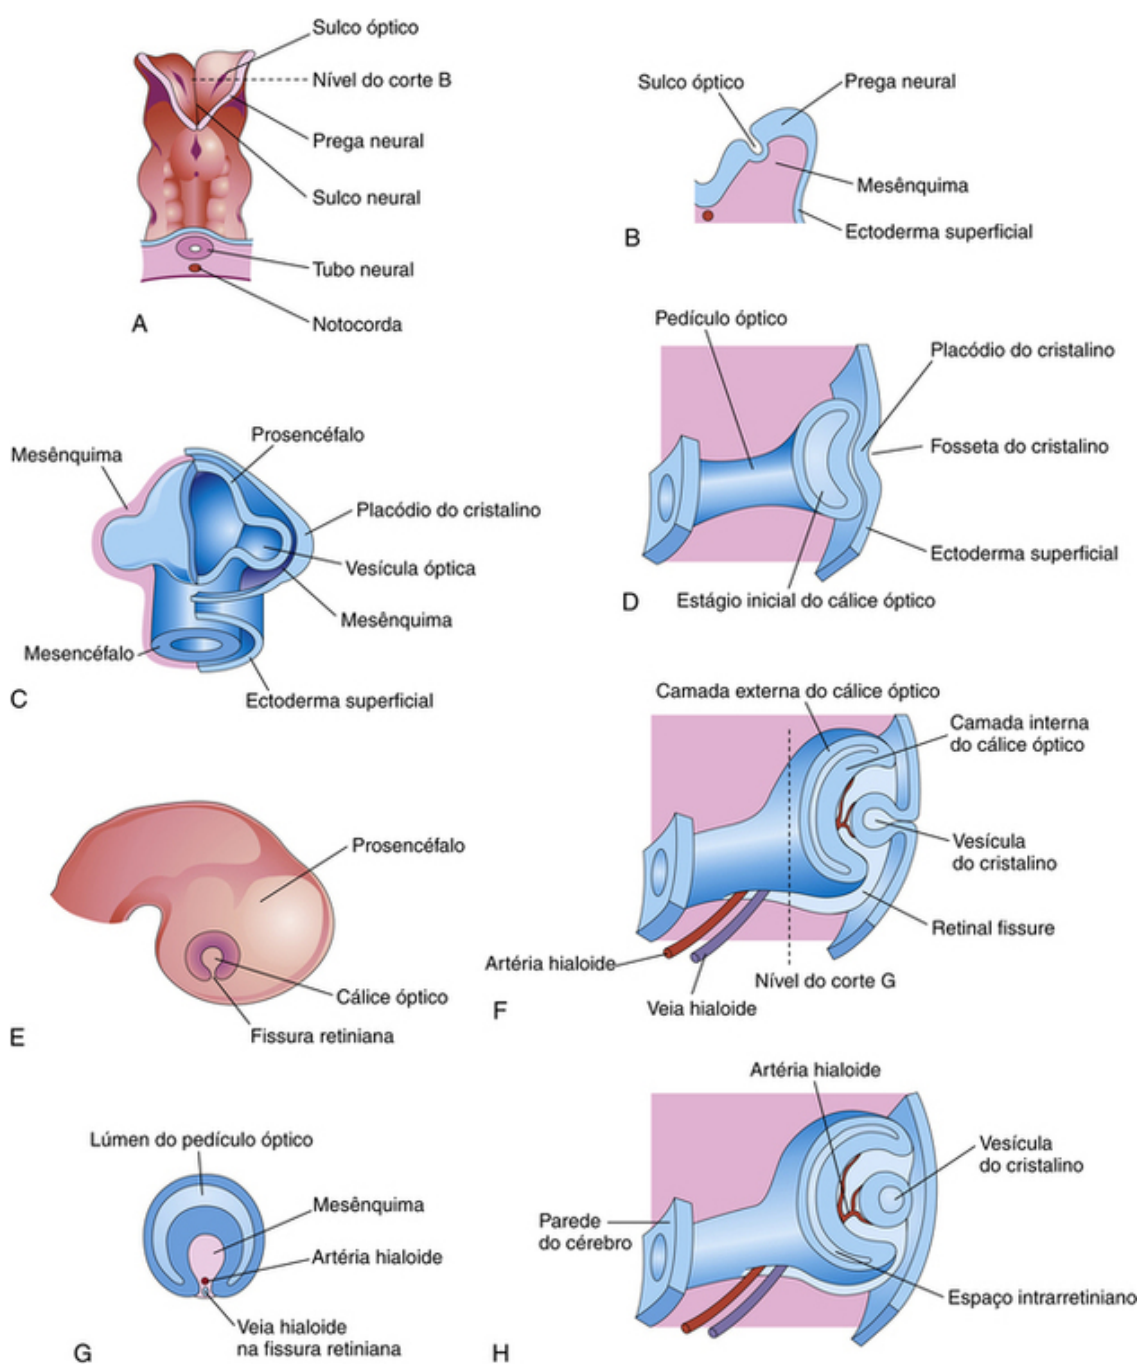 Sulco óptico
Nível do corte B
Prega neural
Sulco neural
Tubo neural
Notocorda
A
Sulco óptico
Prega neural
Mesênquima
Ectoderma superficial
B
Mesênquima
Prosencéfalo
Placódio do cristalino
Vesícula óptica
Mesênquima
Mesencéfalo
Ectoderma superficial
C
Pedículo óptico
Placódio do cristalino
Fosseta do cristalino
Ectoderma superficial
Estágio inicial do cálice óptico
D
Prosencéfalo
Cálice óptico
Fissura retiniana
E
Camada externa do cálice óptico
Camada interna
do cálice óptico
Vesícula
do cristalino
Retinal fissure
Artéria hialoide
Nível do corte G
Veia hialoide
F
Lúmen do pedículo óptico
Mesênquima
Artéria hialoide
Veia hialoide
na fissura retiniana
G
Artéria hialoide
Vesícula
do cristalino
Parede
do cérebro
Espaço intrarretiniano
H